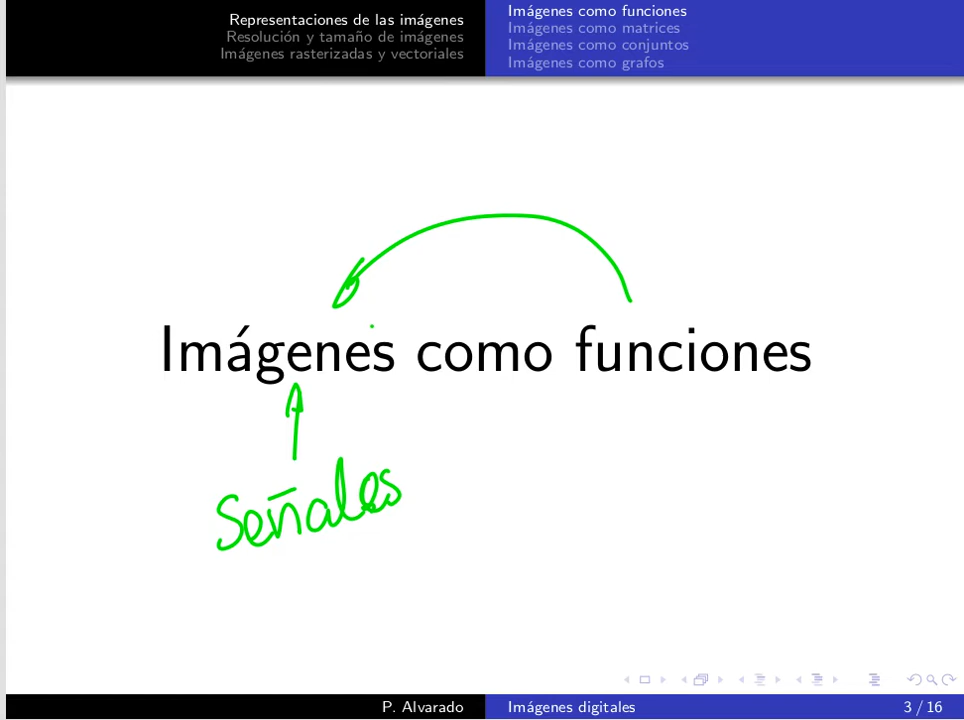 Representaciones de las imágenes
Resolución y tamaño de imágenes
Imágenes rasterizadas y vectoriales
Imágenes como funciones
Imágenes como matrices
Imágenes como conjuntos
Imágenes como grafos
Imágenes como funciones
Señales
P. Alvarado
Imágenes digitales
3 / 16